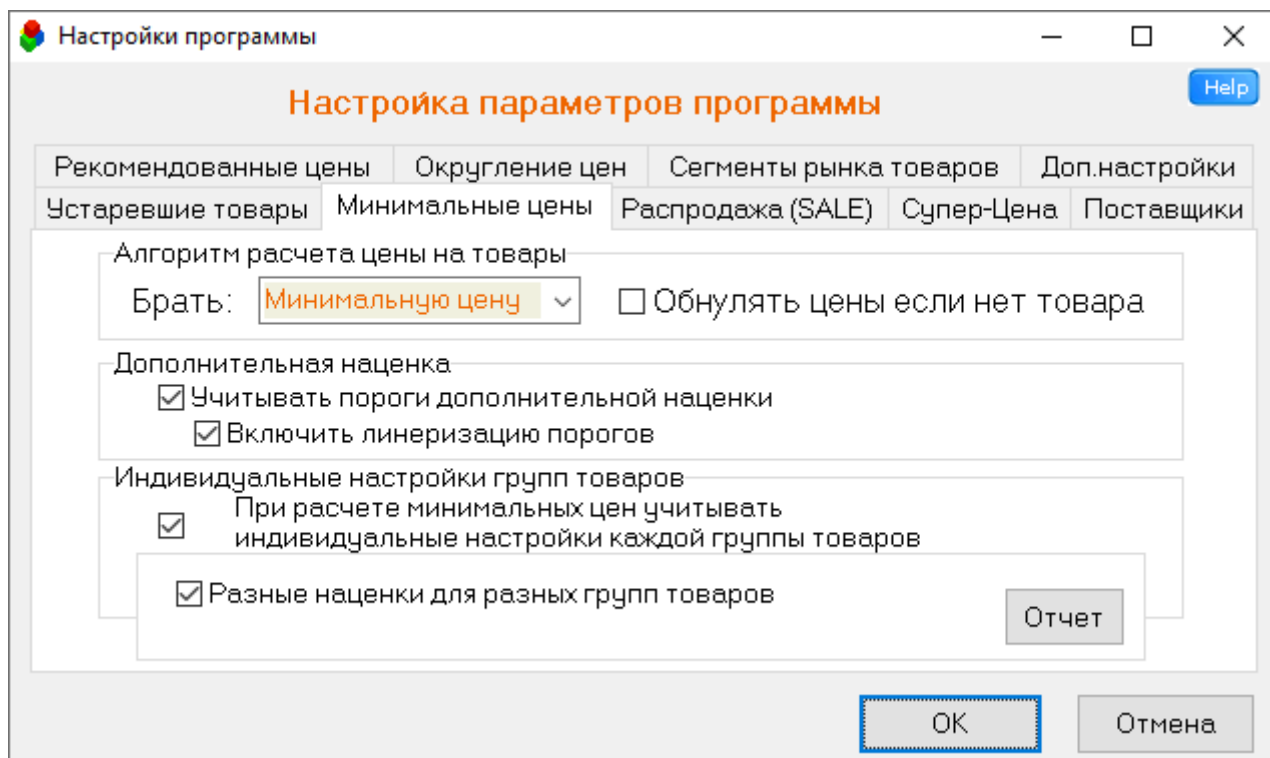 Настройки программы
Help
Настройка параметров программы
Рекомендованные цены Округление цен Сегменты рынка товаров Доп.настройки
Устаревшие товары Минимальные цены Распродажа (SALE) Супер-Цена Поставщики
Алгоритм расчета цены на товары
Брать: Минимальную цену Обнулять цены если нет товара
Дополнительная наценка
Учитывать пороги дополнительной наценки
Включить линеризацию порогов
Индивидуальные настройки групп товаров
При расчете минимальных цен учитывать
индивидуальные настройки каждой группы товаров
Разные наценки для разных групп товаров
Отчет
OK Отмена